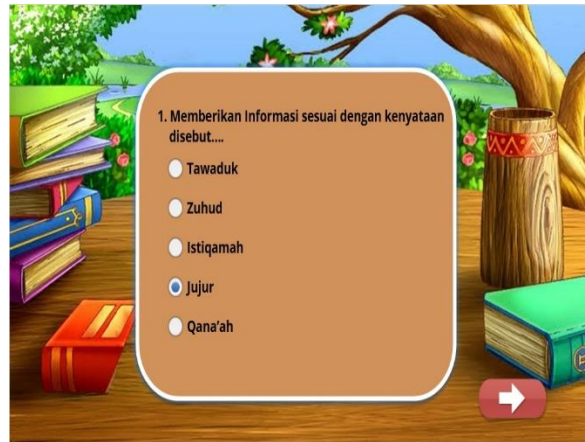 1. Memberikan Informasi sesuai dengan kenyataan
disebut....
Tawaduk
Zuhud
Istiqamah
Jujur
Qana'ah